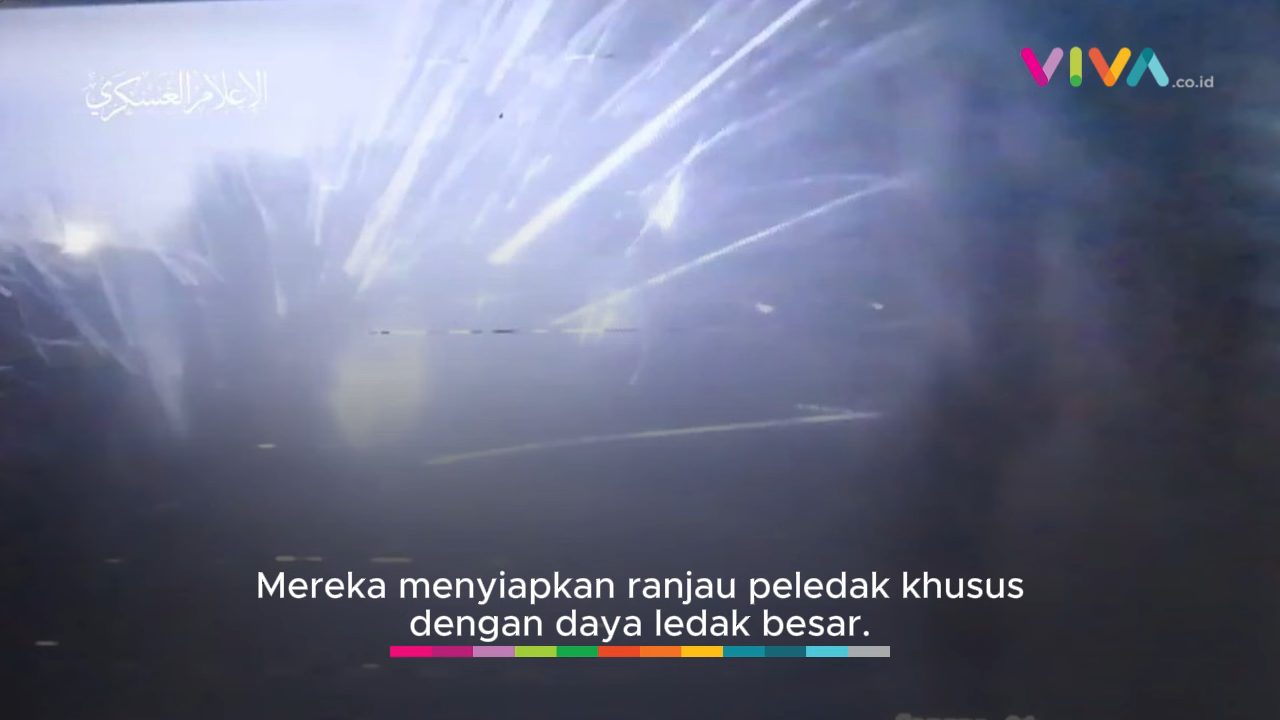 الإعلام العسكري
VIVA.co.id
Mereka menyiapkan ranjau peledak khusus
dengan daya ledak besar.